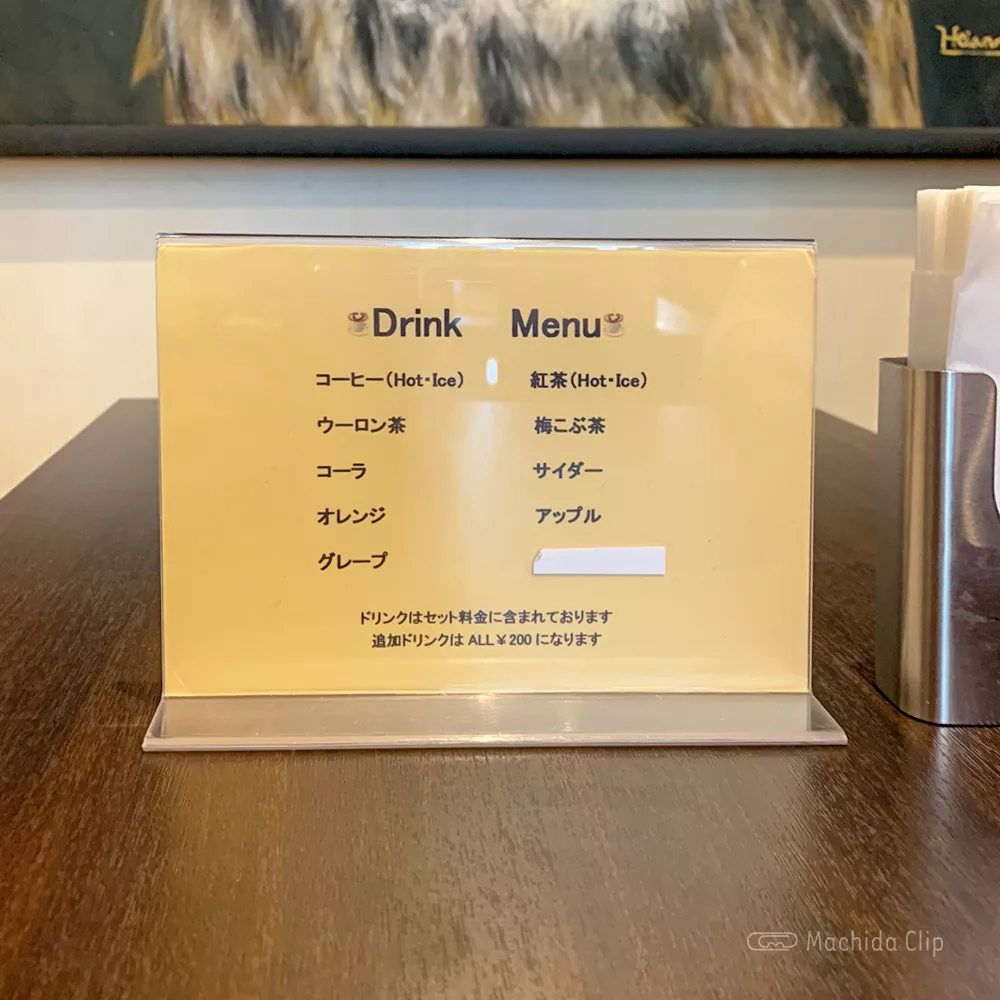 Drink Menu
コーヒー(Hot・Ice) 紅茶(Hot・Ice)
ウーロン茶 梅こぶ茶
コーラ サイダー
オレンジ アップル
グレープ
ドリンクはセット料金に含まれております
追加ドリンクは ALL￥200 になります
Machida Clip